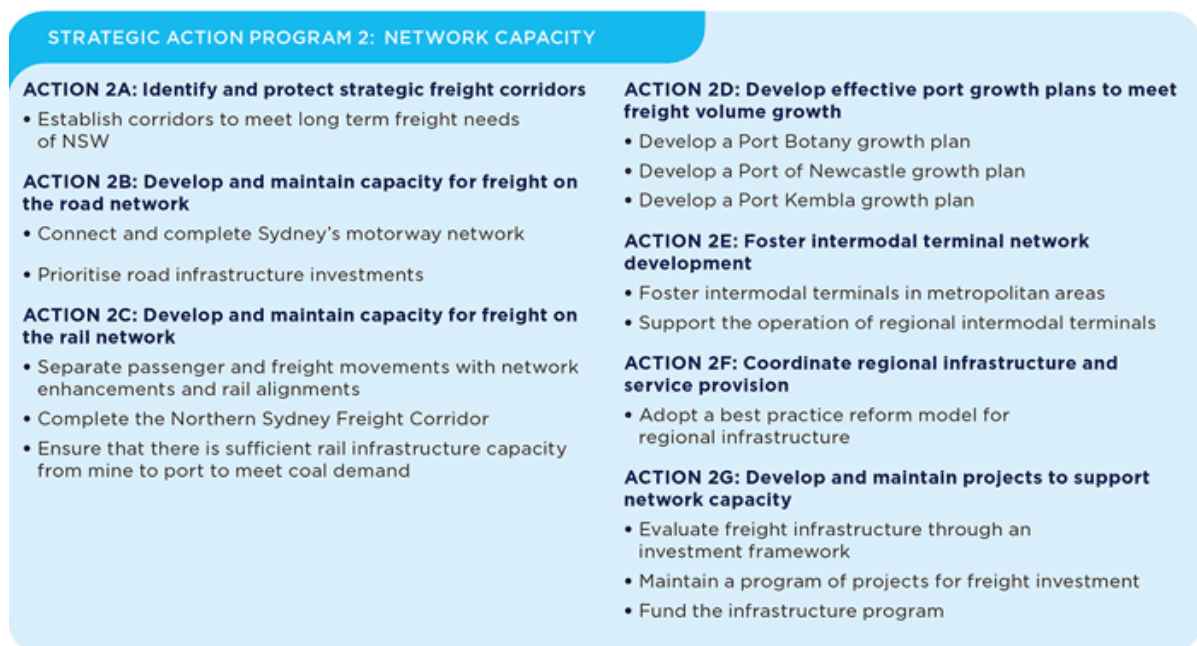 STRATEGIC ACTION PROGRAM 2: NETWORK CAPACITY
ACTION 2A: Identify and protect strategic freight corridors
• Establish corridors to meet long term freight needs
of NSW
ACTION 2B: Develop and maintain capacity for freight on
the road network
• Connect and complete Sydney's motorway network
• Prioritise road infrastructure investments
ACTION 2C: Develop and maintain capacity for freight on
the rail network
• Separate passenger and freight movements with network
enhancements and rail alignments
• Complete the Northern Sydney Freight Corridor
• Ensure that there is sufficient rail infrastructure capacity
from mine to port to meet coal demand
ACTION 2D: Develop effective port growth plans to meet
freight volume growth
• Develop a Port Botany growth plan
• Develop a Port of Newcastle growth plan
• Develop a Port Kembla growth plan
ACTION 2E: Foster intermodal terminal network
development
• Foster intermodal terminals in metropolitan areas
• Support the operation of regional intermodal terminals
ACTION 2F: Coordinate regional infrastructure and
service provision
• Adopt a best practice reform model for
regional infrastructure
ACTION 2G: Develop and maintain projects to support
network capacity
• Evaluate freight infrastructure through an
investment framework
• Maintain a program of projects for freight investment
• Fund the infrastructure program